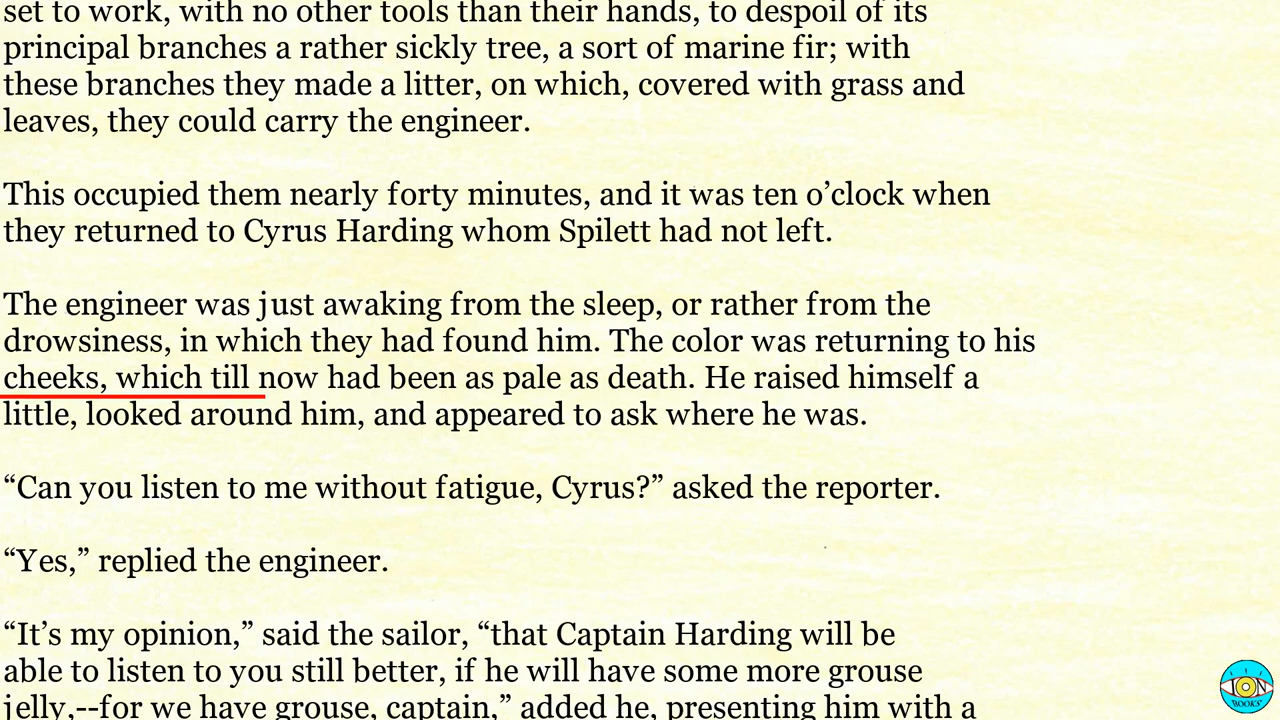 set to work, with no other tools than their hands, to despoil of its
principal branches a rather sickly tree, a sort of marine fir; with
these branches they made a litter, on which, covered with grass and
leaves, they could carry the engineer.
This occupied them nearly forty minutes, and it was ten o’clock when
they returned to Cyrus Harding whom Spilett had not left.
The engineer was just awaking from the sleep, or rather from the
drowsiness, in which they had found him. The color was returning to his
cheeks, which till now had been as pale as death. He raised himself a
little, looked around him, and appeared to ask where he was.
“Can you listen to me without fatigue, Cyrus?” asked the reporter.
“Yes,” replied the engineer.
“It’s my opinion,” said the sailor, “that Captain Harding will be
able to listen to you still better, if he will have some more grouse
jelly,--for we have grouse, captain,” added he, presenting him with a
ION
BOOKS